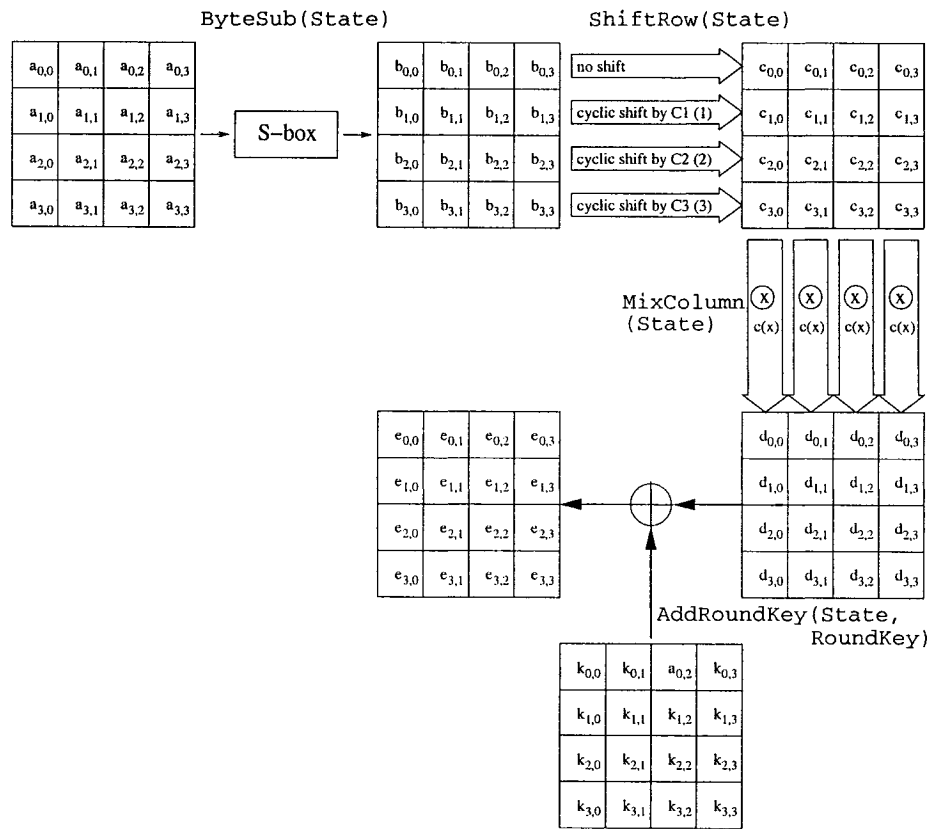 ByteSub(State)
ShiftRow(State)
a0,0 a0,1 a0,2 a0,3
a1,0 a1,1 a1,2 a1,3
a2,0 a2,1 a2,2 a2,3
a3,0 a3,1 a3,2 a3,3
S-box
b0,0 b0,1 b0,2 b0,3
b1,0 b1,1 b1,2 b1,3
b2,0 b2,1 b2,2 b2,3
b3,0 b3,1 b3,2 b3,3
no shift
cyclic shift by C1 (1)
cyclic shift by C2 (2)
cyclic shift by C3 (3)
c0,0 c0,1 c0,2 c0,3
c1,0 c1,1 c1,2 c1,3
c2,0 c2,1 c2,2 c2,3
c3,0 c3,1 c3,2 c3,3
MixColumn
(State)
X X X X
c(x) c(x) c(x) c(x)
d0,0 d0,1 d0,2 d0,3
d1,0 d1,1 d1,2 d1,3
d2,0 d2,1 d2,2 d2,3
d3,0 d3,1 d3,2 d3,3
e0,0 e0,1 e0,2 e0,3
e1,0 e1,1 e1,2 e1,3
e2,0 e2,1 e2,2 e2,3
e3,0 e3,1 e3,2 e3,3
AddRoundKey(State,
RoundKey)
k0,0 k0,1 a0,2 k0,3
k1,0 k1,1 k1,2 k1,3
k2,0 k2,1 k2,2 k2,3
k3,0 k3,1 k3,2 k3,3